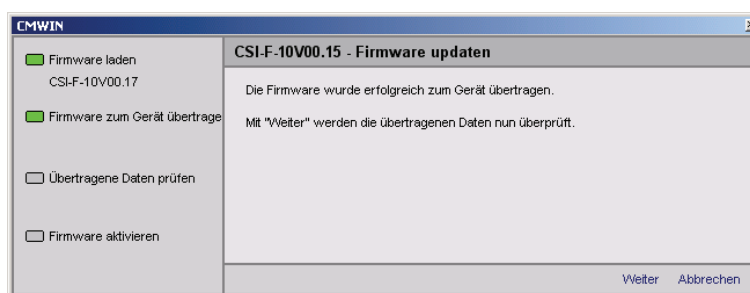 CMWIN
Firmware laden
CSI-F-10V00.17
Firmware zum Gerät übertrage
Übertragene Daten prüfen
Firmware aktivieren
CSI-F-10V00.15 - Firmware updaten
Die Firmware wurde erfolgreich zum Gerät übertragen.
Mit "Weiter" werden die übertragenen Daten nun überprüft.
Weiter Abbrechen